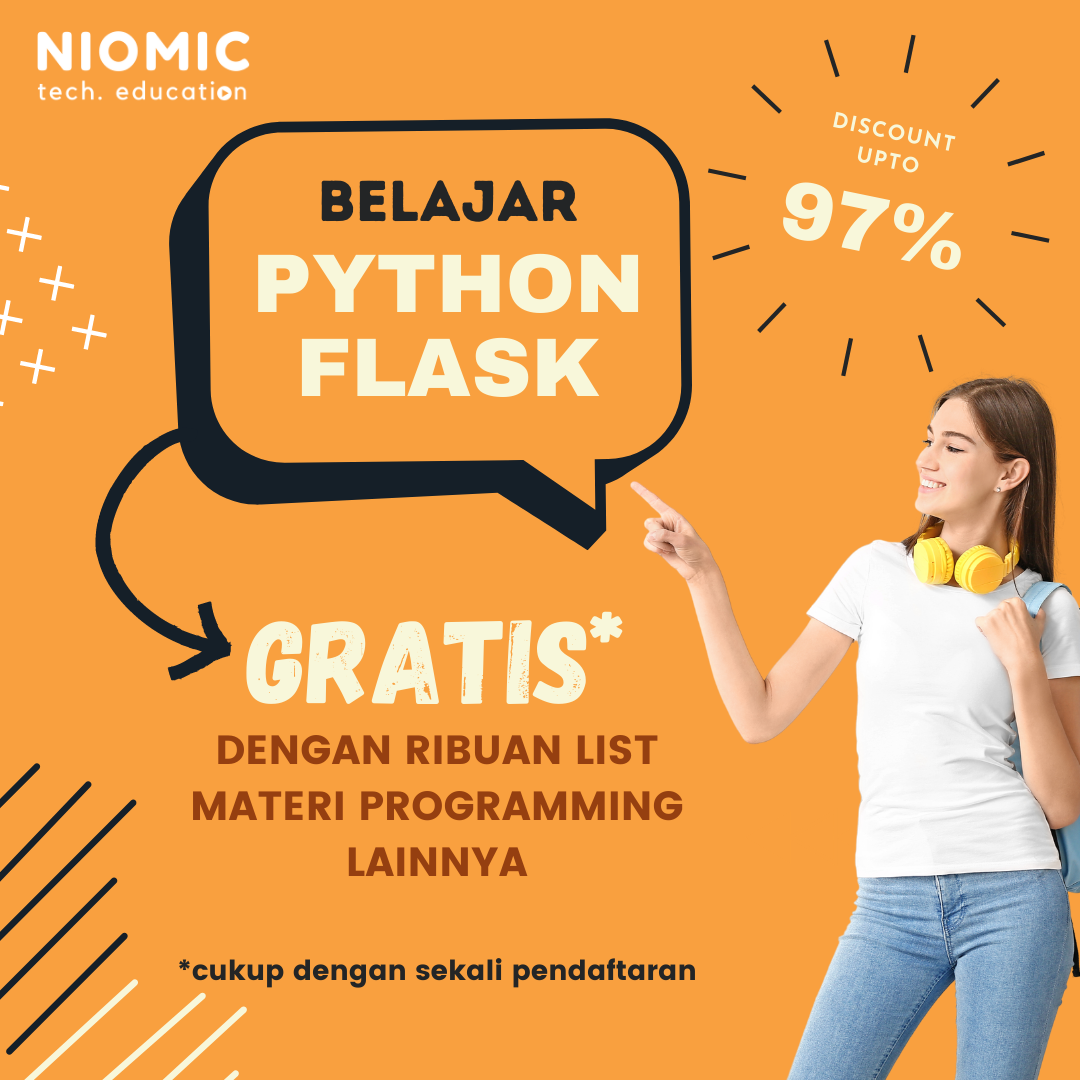 NIOMIC
tech. education
DISCOUNT
UPTO
97%
BELAJAR
PYTHON
FLASK
GRATIS*
DENGAN RIBUAN LIST
MATERI PROGRAMMING
LAINNYA
*cukup dengan sekali pendaftaran